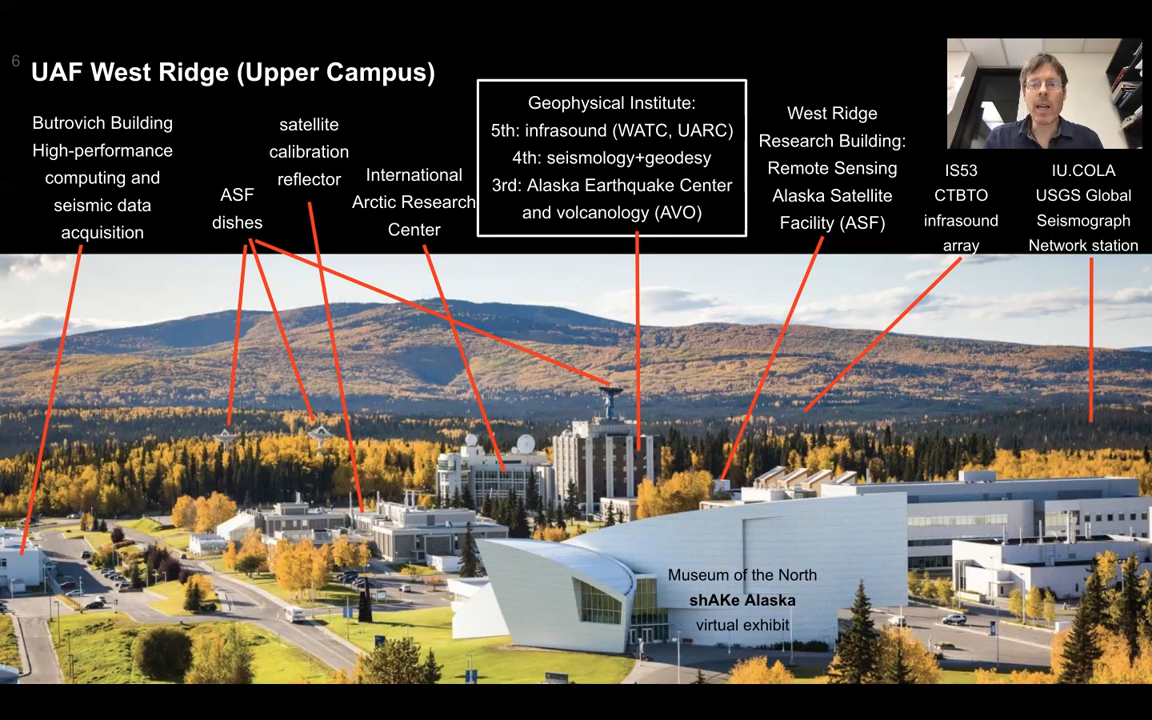 6
UAF West Ridge (Upper Campus)
Butrovich Building
High-performance
computing and
seismic data
acquisition
ASF
dishes
satellite
calibration
reflector
International
Arctic Research
Center
Geophysical Institute:
5th: infrasound (WATC, UARC)
4th: seismology+geodesy
3rd: Alaska Earthquake Center
and volcanology (AVO)
West Ridge
Research Building:
Remote Sensing
Alaska Satellite
Facility (ASF)
IS53
CTBTO
infrasound
array
IU.COLA
USGS Global
Seismograph
Network station
Museum of the North
shAKe Alaska
virtual exhibit